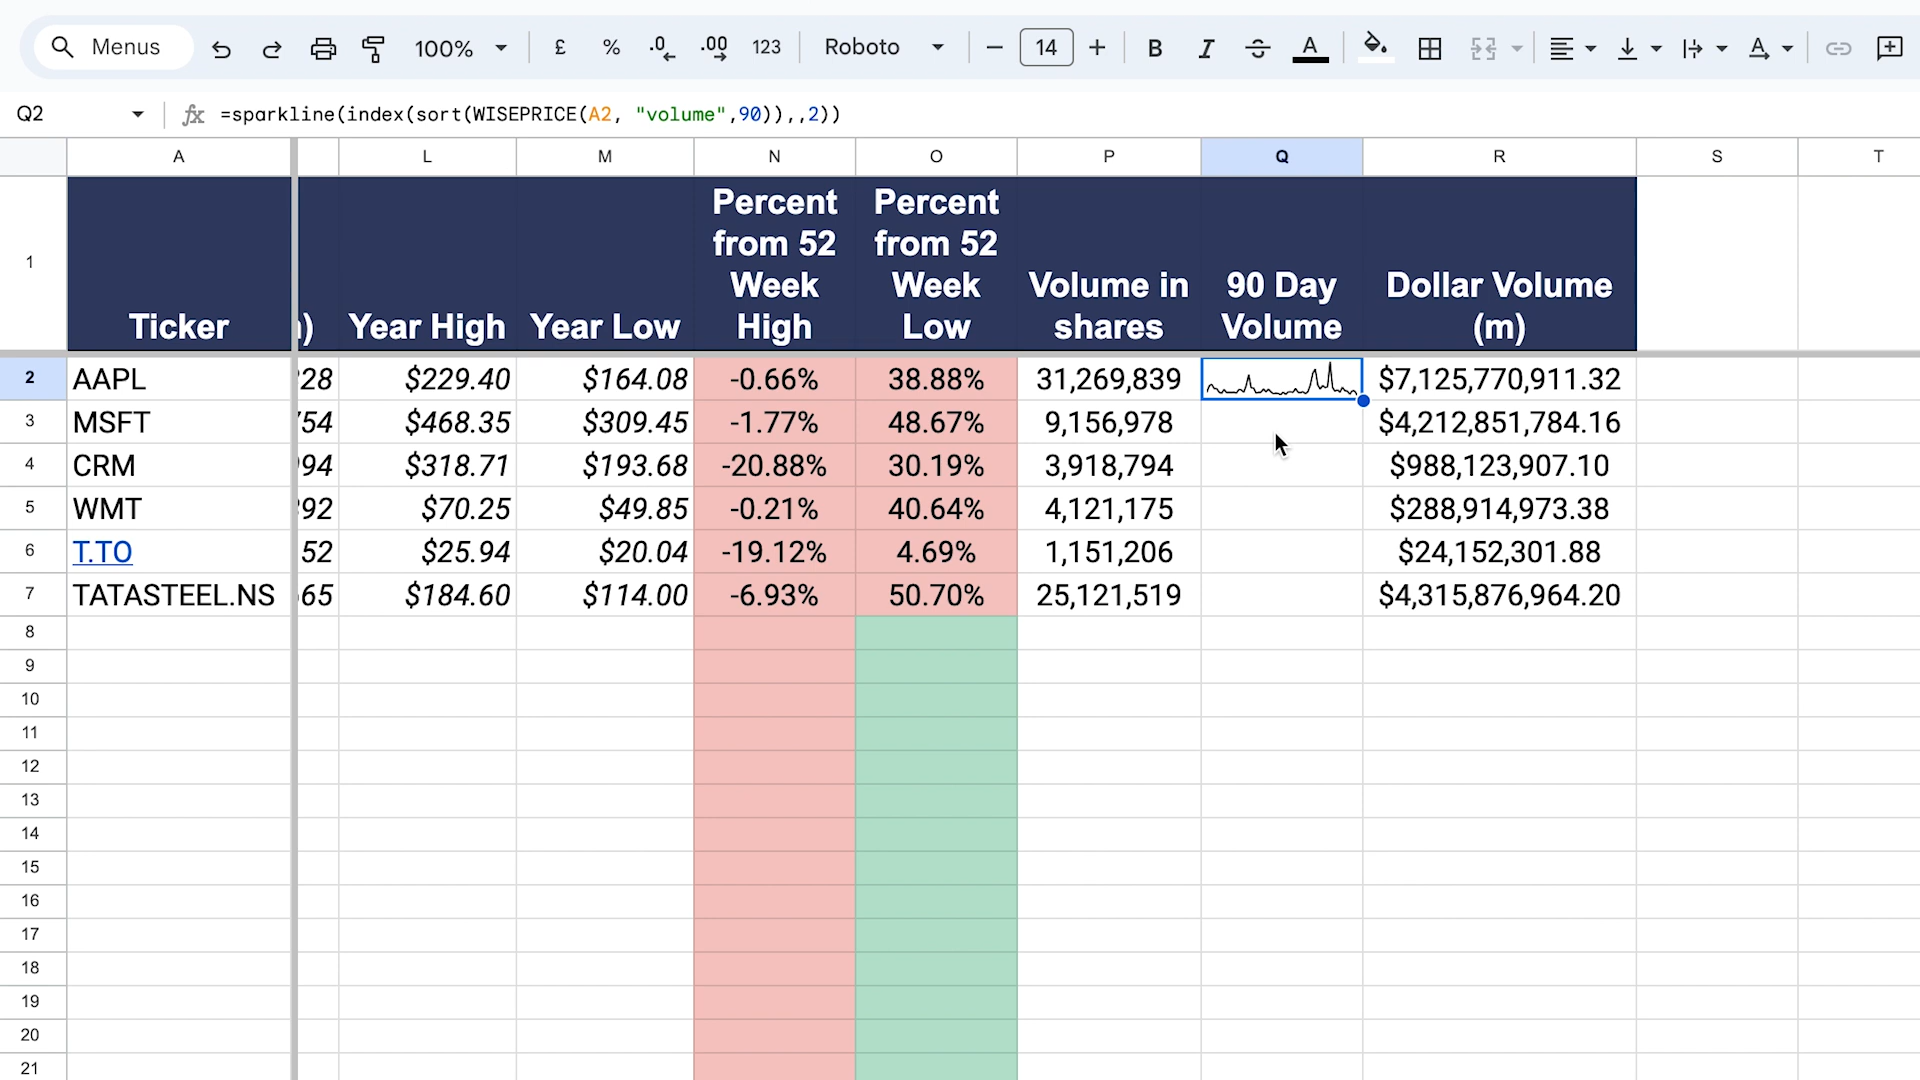 Menus 100% £ % .0 .00 123 Roboto 14 B I A A
Q2 fx =sparkline(index(sort(WISEPRICE(A2, "volume",90)),,2))
A L M N O P Q R S T
1 Ticker ) Year High Year Low Percent from 52 Week High Percent from 52 Week Low Volume in shares 90 Day Volume Dollar Volume (m)
2 AAPL 28 $229.40 $164.08 -0.66% 38.88% 31,269,839 $7,125,770,911.32
3 MSFT 54 $468.35 $309.45 -1.77% 48.67% 9,156,978 $4,212,851,784.16
4 CRM 94 $318.71 $193.68 -20.88% 30.19% 3,918,794 $988,123,907.10
5 WMT 92 $70.25 $49.85 -0.21% 40.64% 4,121,175 $288,914,973.38
6 T.TO 52 $25.94 $20.04 -19.12% 4.69% 1,151,206 $24,152,301.88
7 TATASTEEL.NS 65 $184.60 $114.00 -6.93% 50.70% 25,121,519 $4,315,876,964.20
8
9
10
11
12
13
14
15
16
17
18
19
20
21